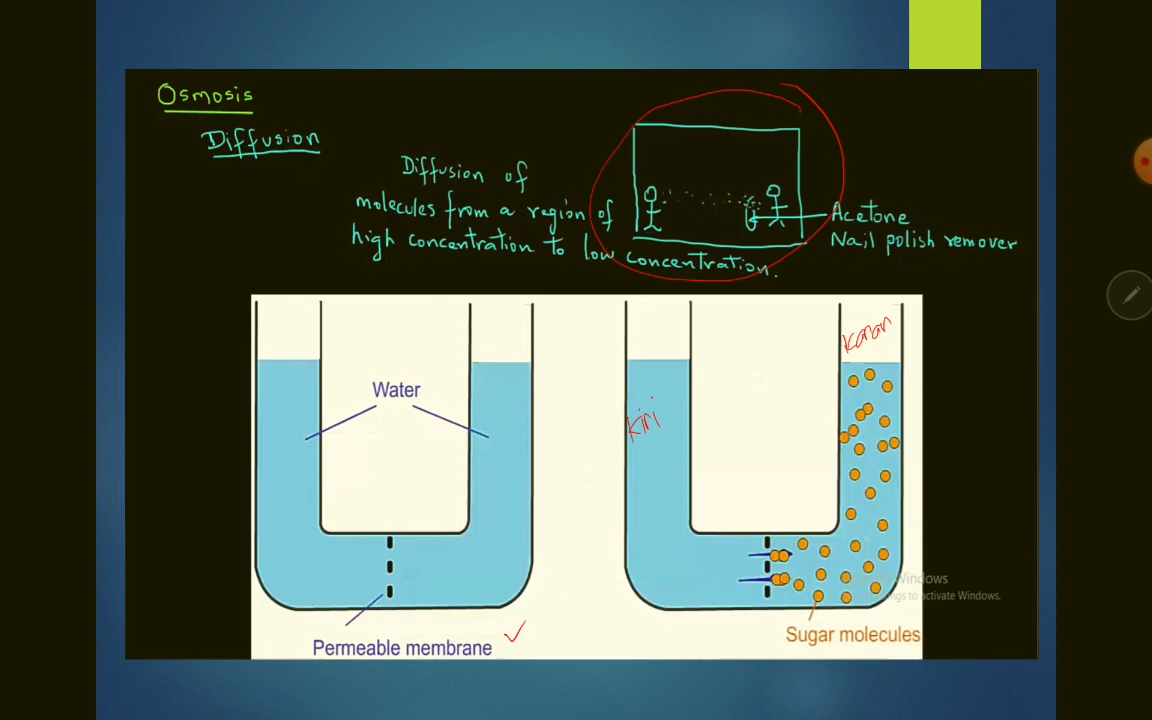 Osmosis
Diffusion
Diffusion of
molecules from a region of
high concentration to low concentration.
Acetone
Nail polish remover
Water
Permeable membrane
kiri
kanan
Sugar molecules